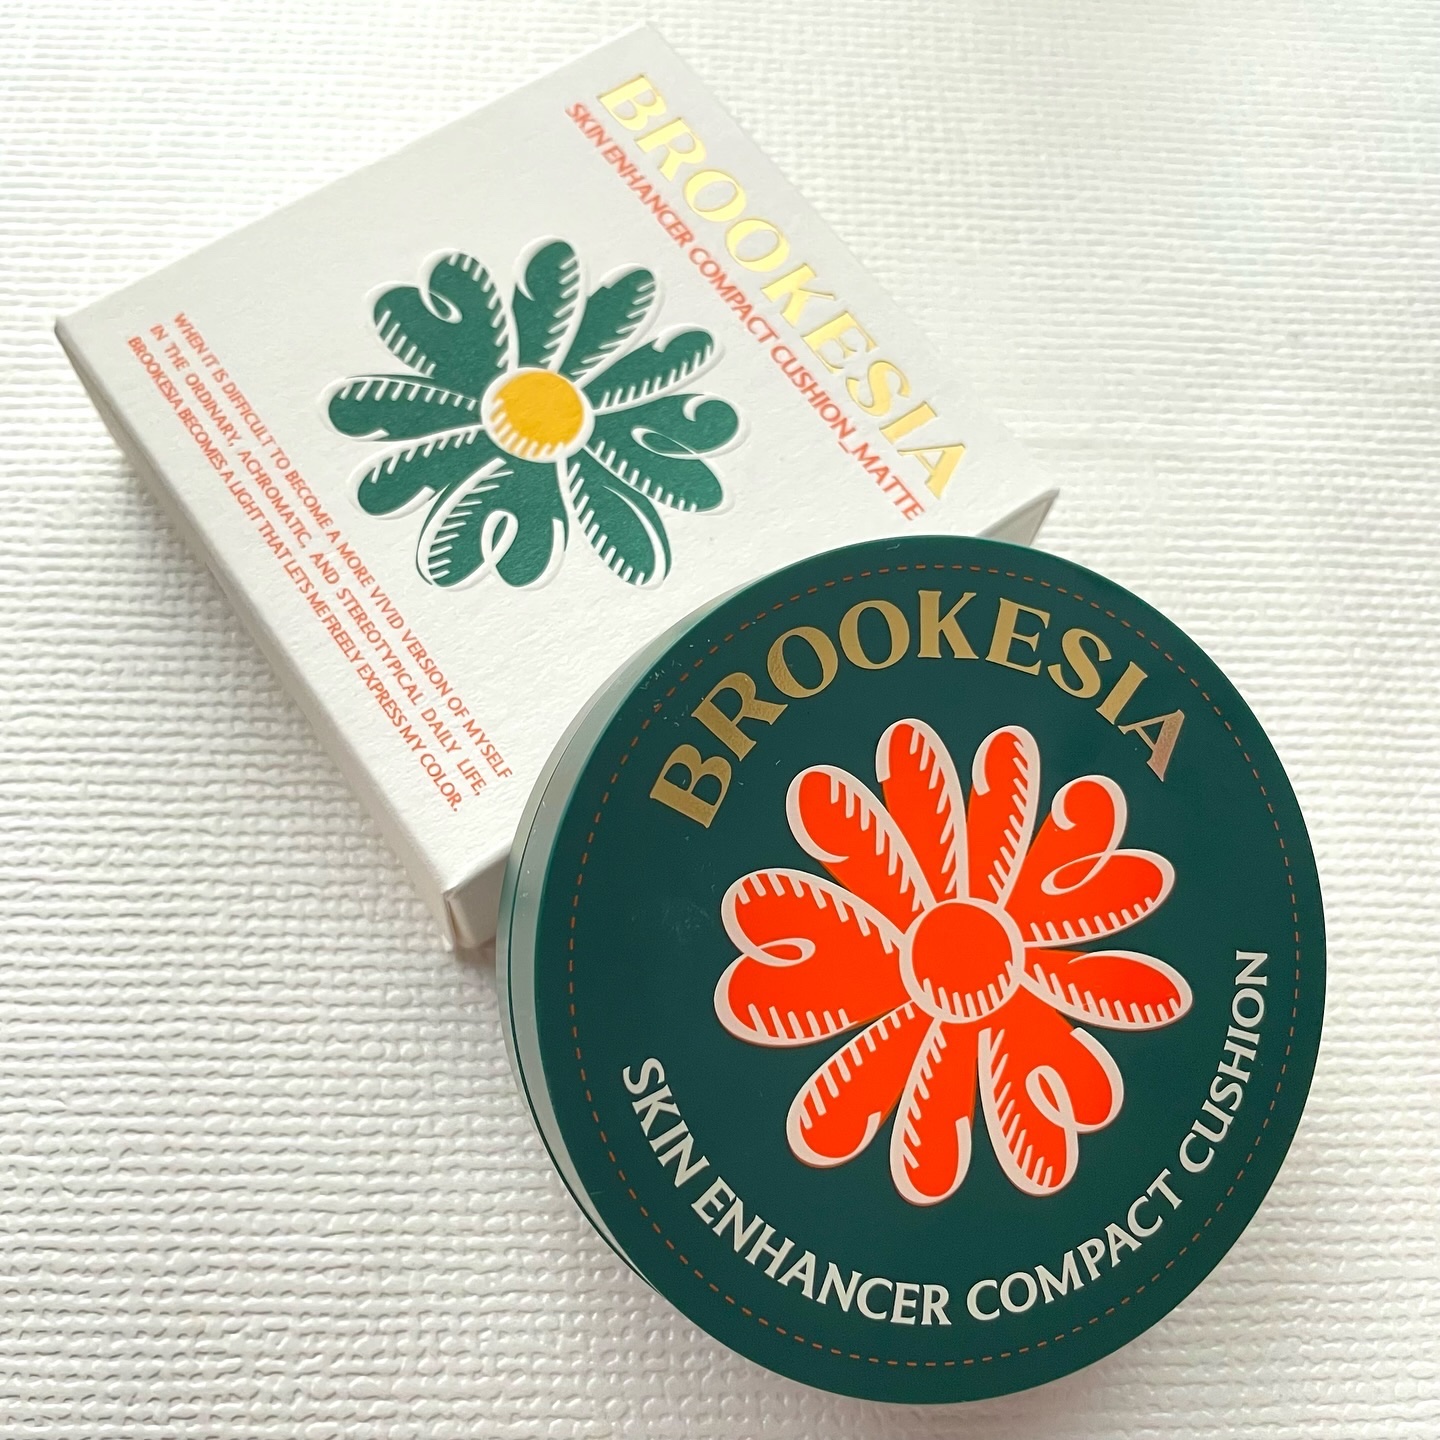 BROOKESIA
SKIN ENHANCER COMPACT CUSHION_MATTE
WHEN IT IS DIFFICULT TO BECOME A MORE VIVID VERSION OF MYSELF
IN THE ORDINARY, ACHROMATIC, AND STEREOTYPICAL DAILY LIFE,
BROOKESIA BECOMES A LIGHT THAT LETS ME FREELY EXPRESS MY COLOR.
BROOKESIA
SKIN ENHANCER COMPACT CUSHION